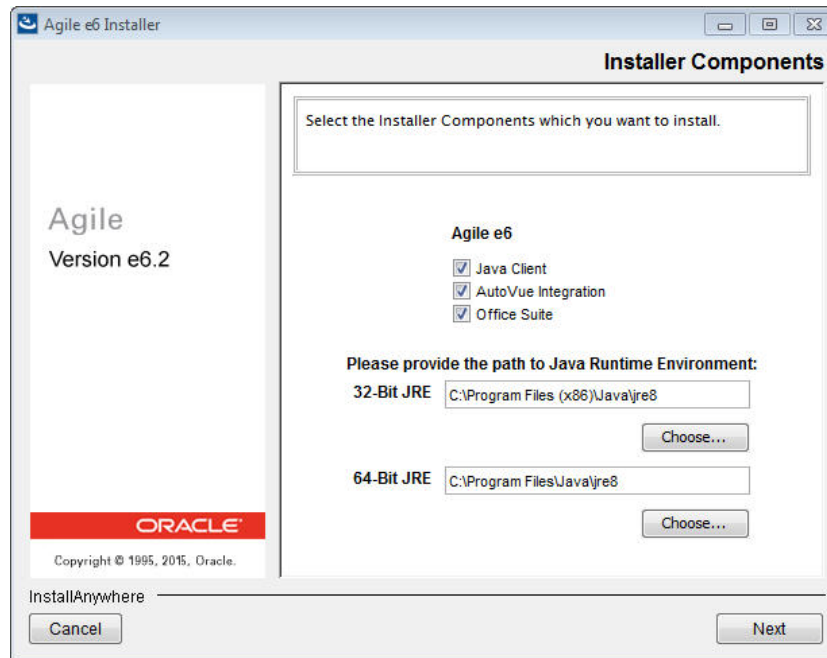 Agile e6 Installer
Installer Components
Select the Installer Components which you want to install.
Agile
Version e6.2
Agile e6
Java Client
AutoVue Integration
Office Suite
Please provide the path to Java Runtime Environment:
32-Bit JRE C:\Program Files (x86)\Java\jre8
Choose...
64-Bit JRE C:\Program Files\Java\jre8
Choose...
ORACLE
Copyright © 1995, 2015, Oracle.
InstallAnywhere
Cancel Next